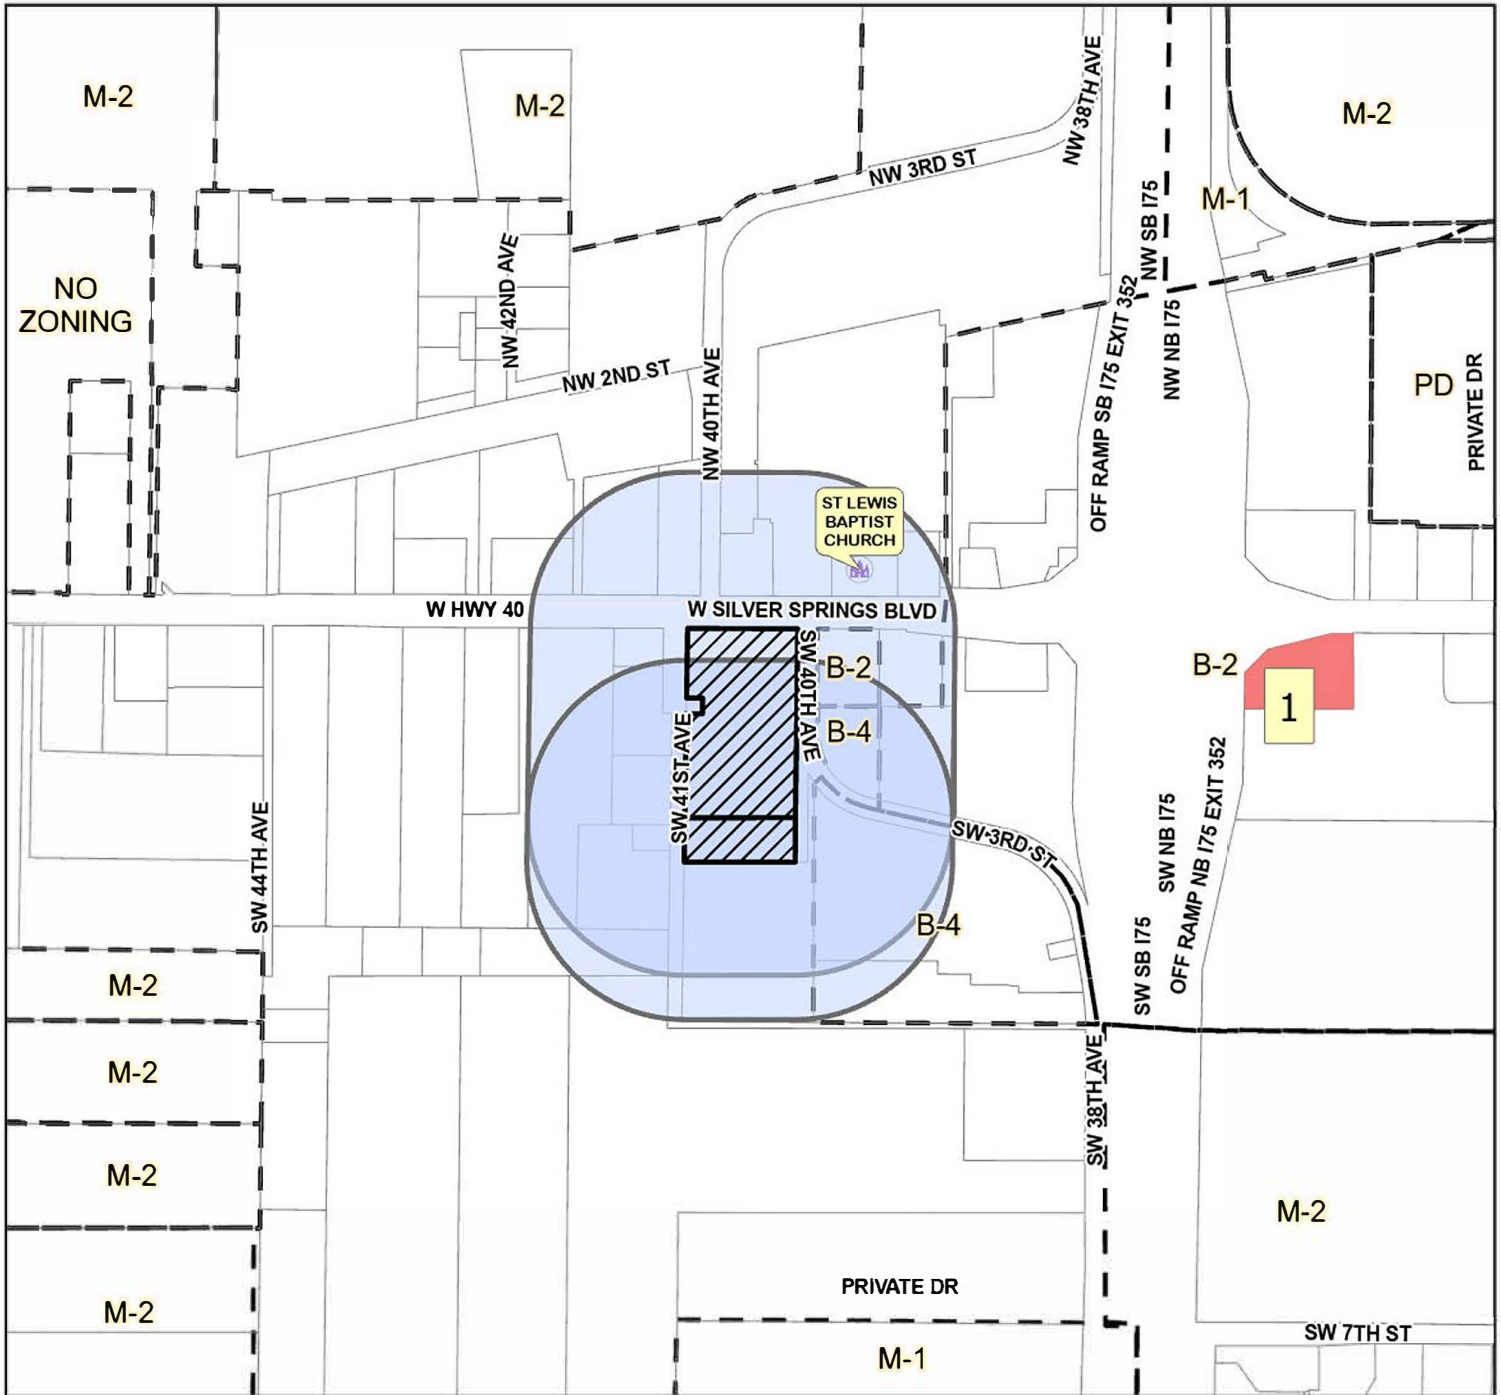 NW 38TH AVE
M-2
M-2
M-2
NW 3RD ST
M-1
NW SB I75
NW 42ND AVE
NO
ZONING
OFF RAMP SB I75 EXIT 352
NW NB I75
NW 2ND ST
NW 40TH AVE
PD
PRIVATE DR
ST LEWIS
BAPTIST
CHURCH
W HWY 40
W SILVER SPRINGS BLVD
SW 40TH AVE
B-2
B-2
1
B-4
SW 41ST AVE
SW 44TH AVE
SW 3RD ST
SW NB I75
OFF RAMP NB I75 EXIT 352
B-4
SW SB I75
M-2
M-2
SW 38TH AVE
M-2
M-2
M-2
PRIVATE DR
SW 7TH ST
M-1